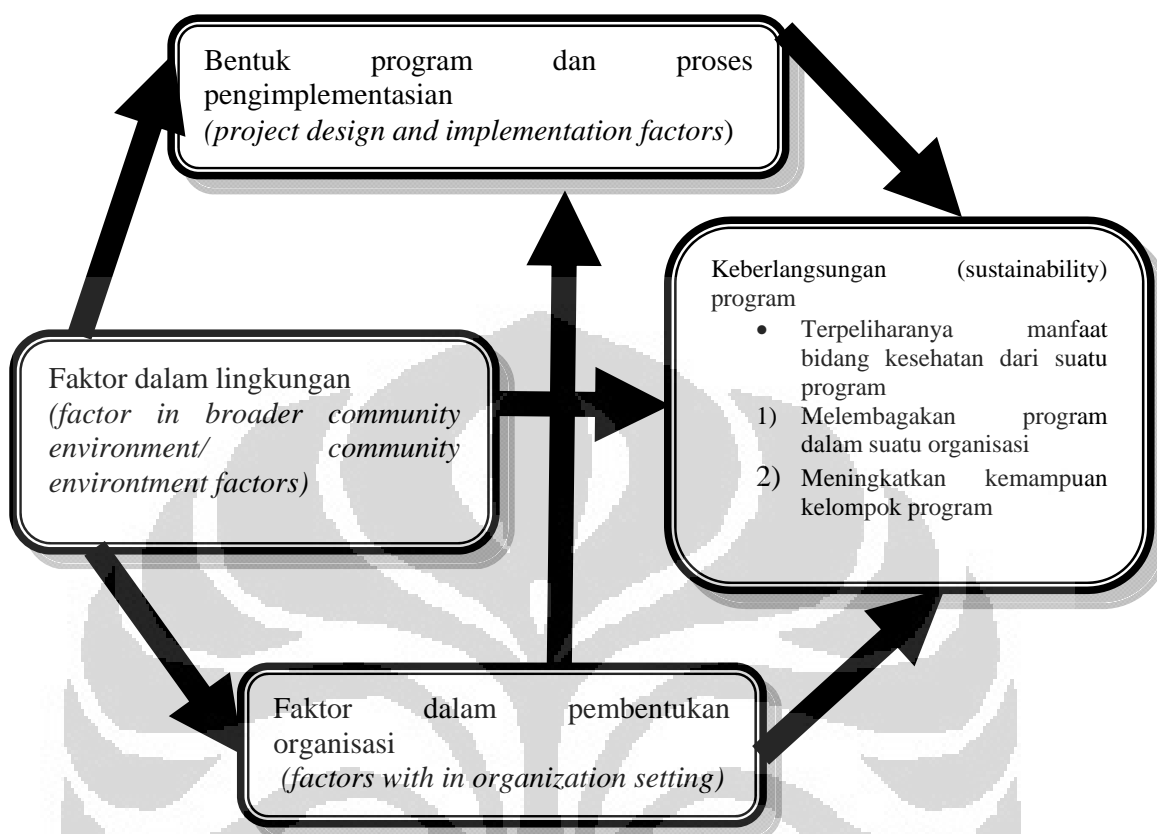 Bentuk program dan proses
pengimplementasian
(project design and implementation factors)
Keberlangsungan (sustainability)
program
• Terpeliharanya manfaat
bidang kesehatan dari suatu
program
1) Melembagakan program
dalam suatu organisasi
2) Meningkatkan kemampuan
kelompok program
Faktor dalam lingkungan
(factor in broader community
environment/ community
environtment factors)
Faktor dalam pembentukan
organisasi
(factors with in organization setting)